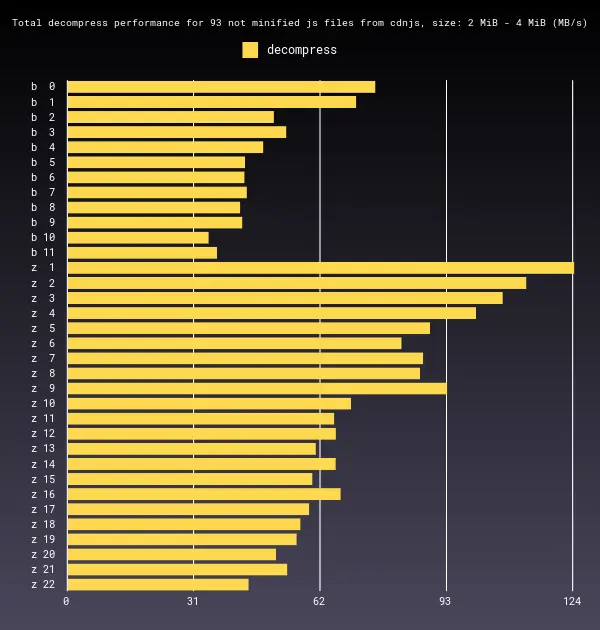 Total decompress performance for 93 not minified js files from cdnjs, size: 2 MiB - 4 MiB (MB/s)
decompress
b 0
b 1
b 2
b 3
b 4
b 5
b 6
b 7
b 8
b 9
b 10
b 11
z 1
z 2
z 3
z 4
z 5
z 6
z 7
z 8
z 9
z 10
z 11
z 12
z 13
z 14
z 15
z 16
z 17
z 18
z 19
z 20
z 21
z 22
0 31 62 93 124